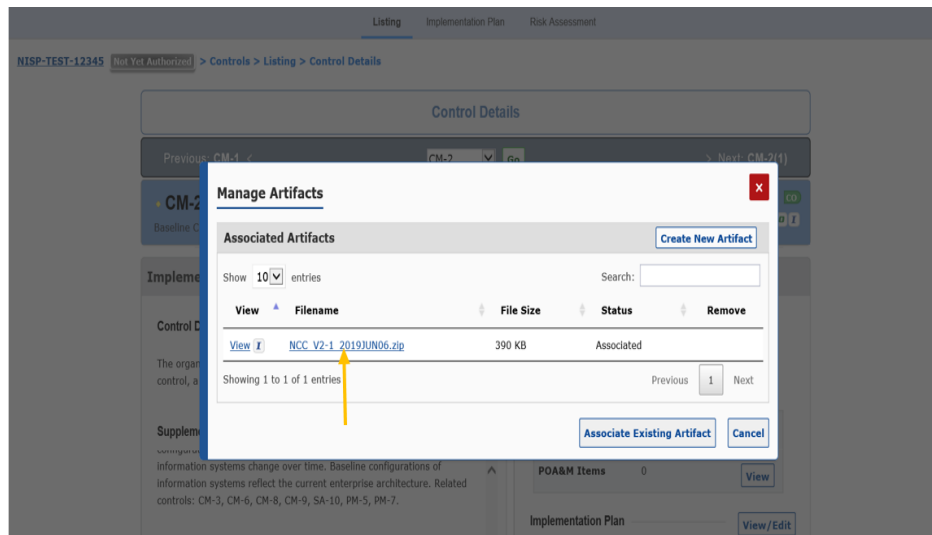 Listing Implementation Plan Risk Assessment
NISP-TEST-12345 Not Yet Authorized > Controls > Listing > Control Details
Control Details
Previous: CM-1 < CM-2 Go > Next: CM-2(1)
CM-2 CO
Baseline C I
Manage Artifacts x
Associated Artifacts Create New Artifact
Show 10 entries Search:
View Filename File Size Status Remove
View I NCC_V2-1_2019JUN06.zip 390 KB Associated
Showing 1 to 1 of 1 entries Previous 1 Next
Associate Existing Artifact Cancel
Impleme
Control D
The organ
control, a
Supplem
information systems change over time. Baseline configurations of
information systems reflect the current enterprise architecture. Related
controls: CM-3, CM-6, CM-8, CM-9, SA-10, PM-5, PM-7.
POA&M Items 0 View
Implementation Plan View/Edit